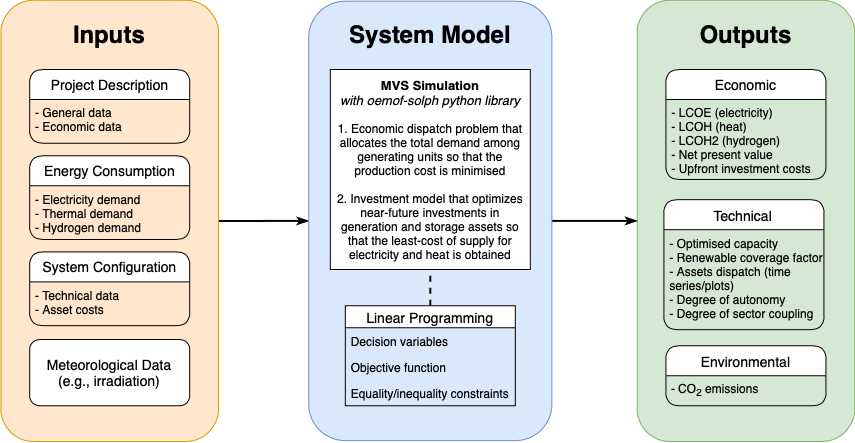 Inputs
Project Description
- General data
- Economic data
Energy Consumption
- Electricity demand
- Thermal demand
- Hydrogen demand
System Configuration
- Technical data
- Asset costs
Meteorological Data
(e.g., irradiation)
System Model
MVS Simulation
with oemof-solph python library
1. Economic dispatch problem that
allocates the total demand among
generating units so that the
production cost is minimised
2. Investment model that optimizes
near-future investments in
generation and storage assets so
that the least-cost of supply for
electricity and heat is obtained
Linear Programming
Decision variables
Objective function
Equality/inequality constraints
Outputs
Economic
- LCOE (electricity)
- LCOH (heat)
- LCOH2 (hydrogen)
- Net present value
- Upfront investment costs
Technical
- Optimised capacity
- Renewable coverage factor
- Assets dispatch (time
series/plots)
- Degree of autonomy
- Degree of sector coupling
Environmental
- CO₂ emissions